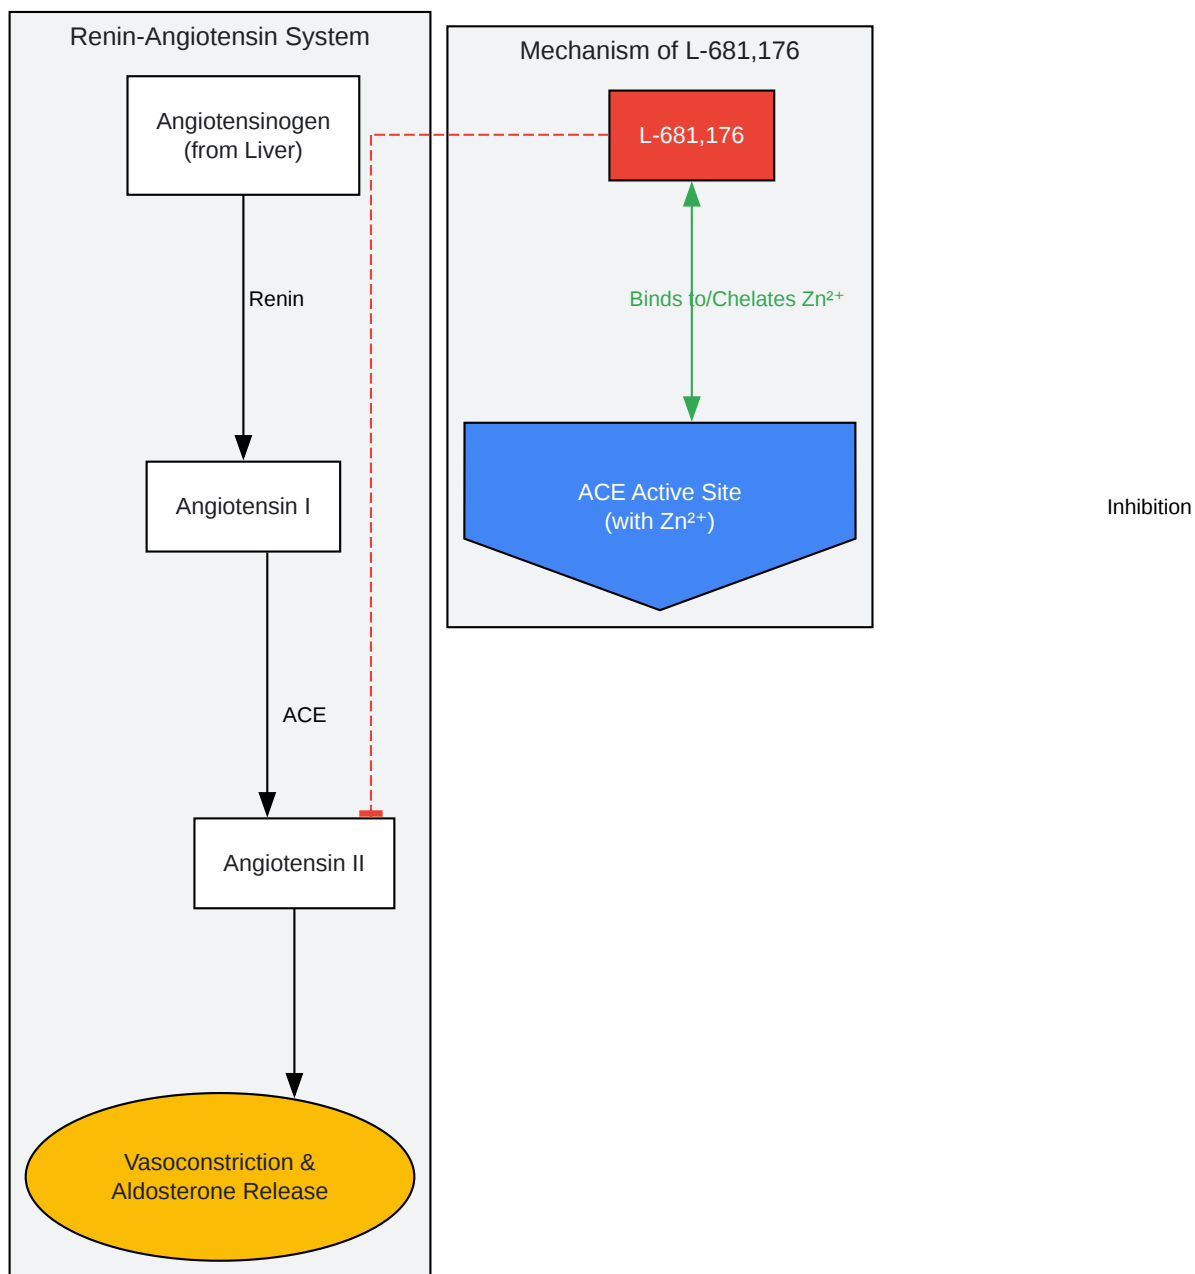 Renin-Angiotensin System
Angiotensinogen
(from Liver)
Renin
Angiotensin I
ACE
Angiotensin II
Vasoconstriction &
Aldosterone Release
Mechanism of L-681,176
L-681,176
Binds to/Chelates Zn²⁺
ACE Active Site
(with Zn²⁺)
Inhibition